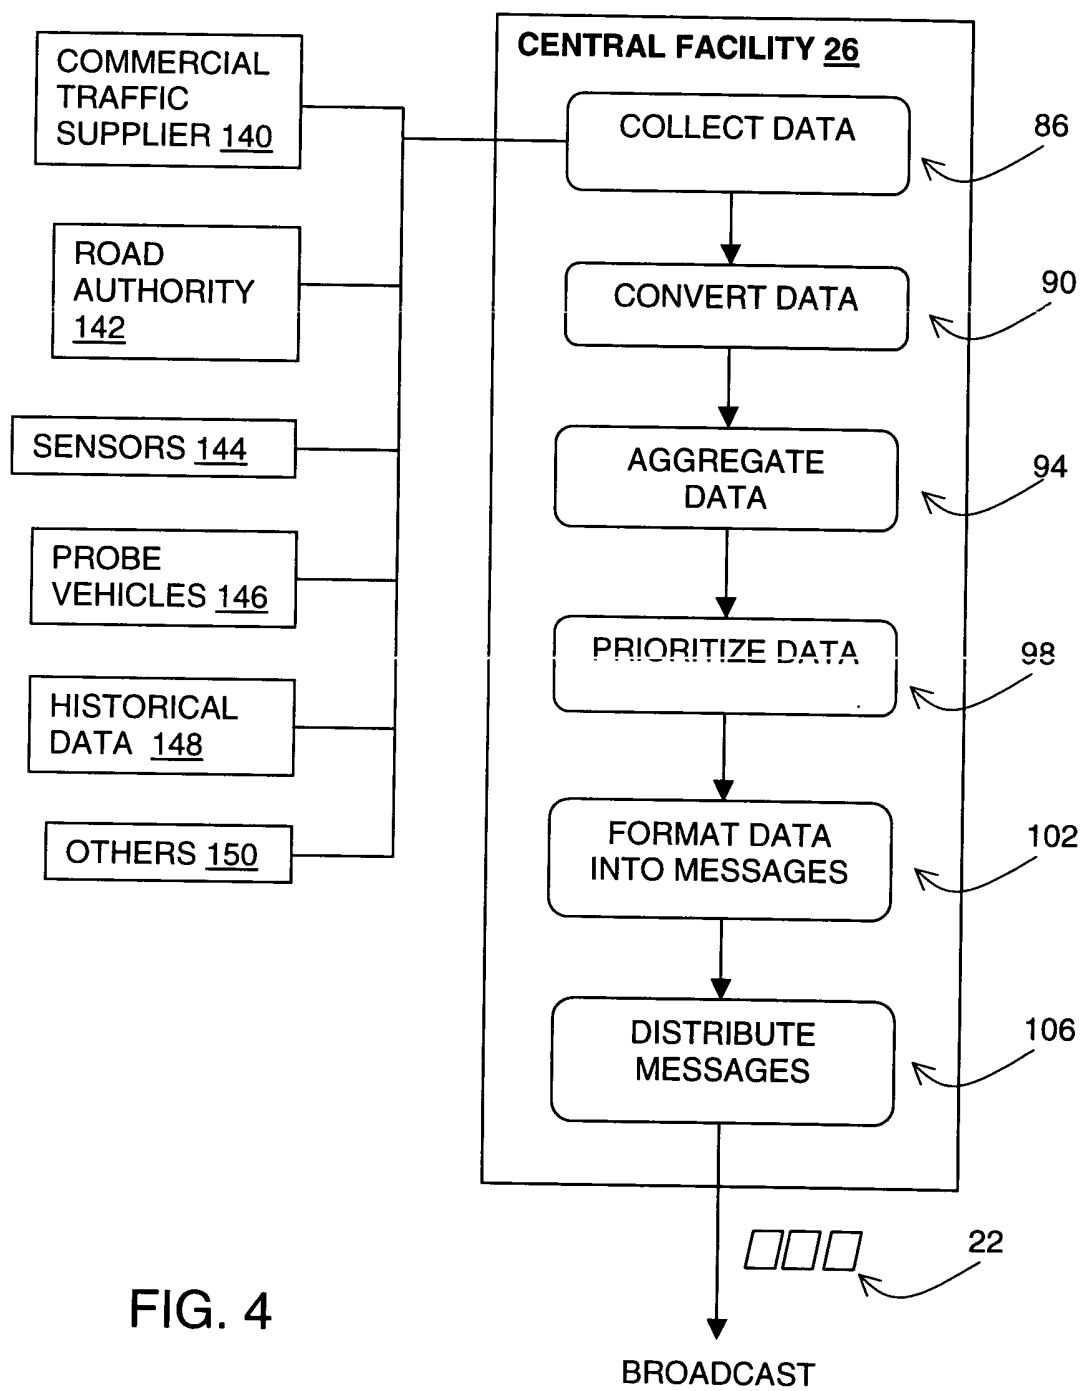 COMMERCIAL
TRAFFIC
SUPPLIER 140
ROAD
AUTHORITY
142
SENSORS 144
PROBE
VEHICLES 146
HISTORICAL
DATA 148
OTHERS 150
CENTRAL FACILITY 26
COLLECT DATA
86
CONVERT DATA
90
AGGREGATE
DATA
94
PRIORITIZE DATA
98
FORMAT DATA
INTO MESSAGES
102
DISTRIBUTE
MESSAGES
106
22
BROADCAST
FIG. 4